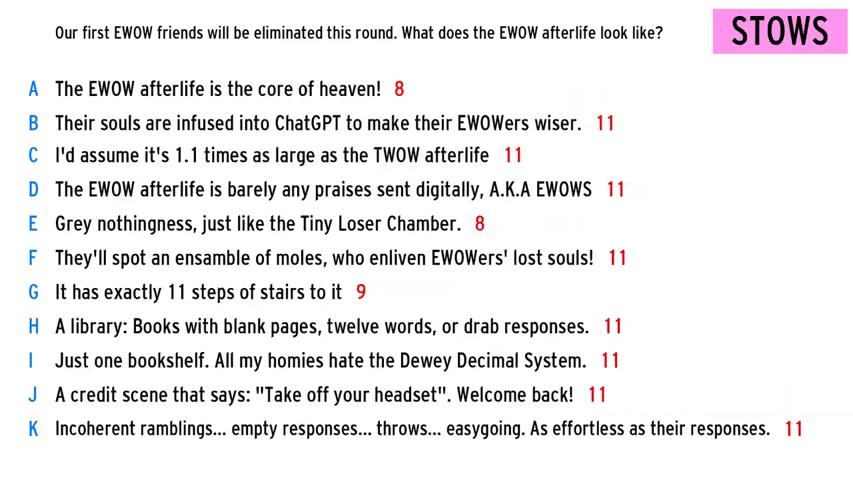 Our first EWOW friends will be eliminated this round. What does the EWOW afterlife look like?
STOWS
A The EWOW afterlife is the core of heaven! 8
B Their souls are infused into ChatGPT to make their EWOWers wiser. 11
C I'd assume it's 1.1 times as large as the TWOW afterlife 11
D The EWOW afterlife is barely any praises sent digitally, A.K.A EWOWS 11
E Grey nothingness, just like the Tiny Loser Chamber. 8
F They'll spot an ensamble of moles, who enliven EWOWers' lost souls! 11
G It has exactly 11 steps of stairs to it 9
H A library: Books with blank pages, twelve words, or drab responses. 11
I Just one bookshelf. All my homies hate the Dewey Decimal System. 11
J A credit scene that says: "Take off your headset". Welcome back! 11
K Incoherent ramblings... empty responses... throws... easygoing. As effortless as their responses. 11